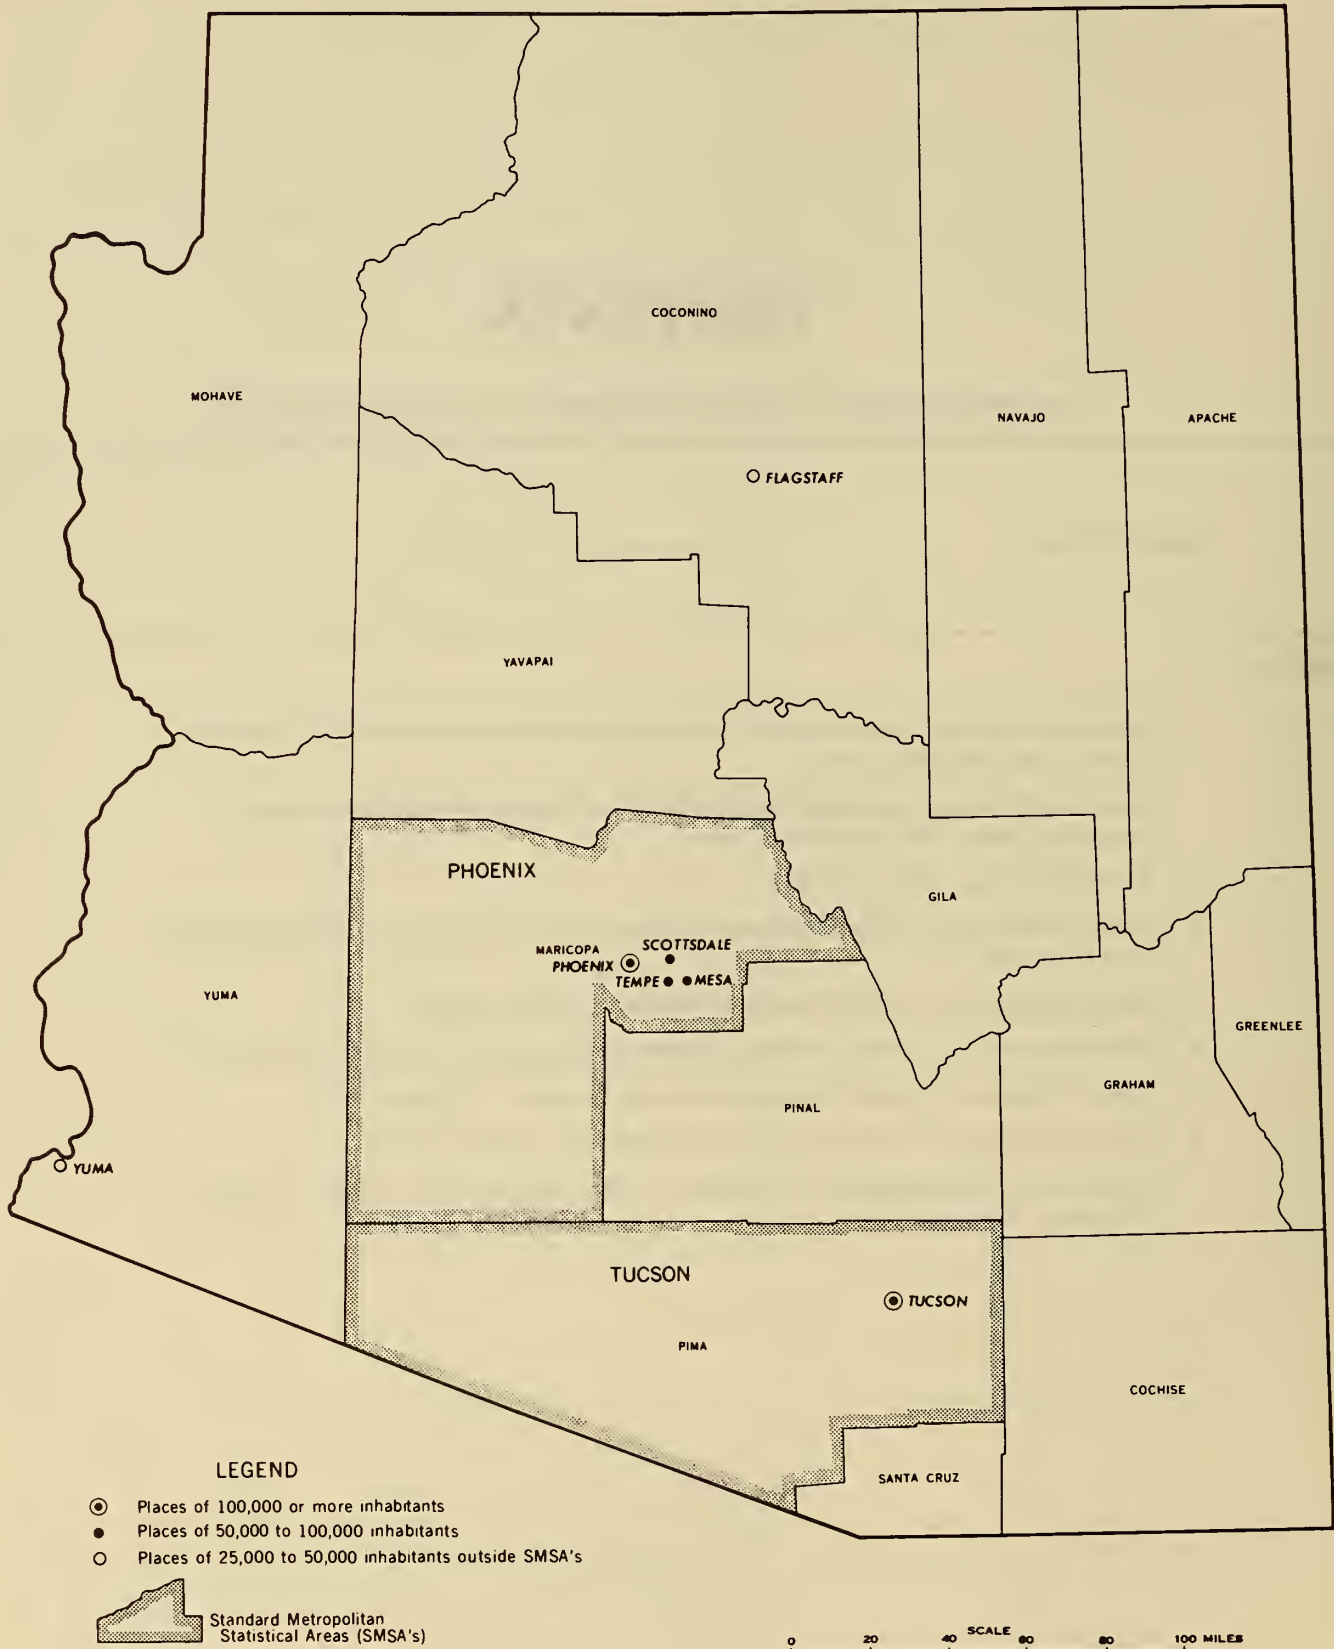 COCONINO
MOHAVE
NAVAJO
APACHE
FLAGSTAFF
YAVAPAI
PHOENIX
GILA
MARICOPA
SCOTTSDALE
PHOENIX
TEMPE
MESA
YUMA
GREENLEE
GRAHAM
PINAL
YUMA
TUCSON
TUCSON
PIMA
COCHISE
SANTA CRUZ
LEGEND
Places of 100,000 or more inhabitants
Places of 50,000 to 100,000 inhabitants
Places of 25,000 to 50,000 inhabitants outside SMSA's
Standard Metropolitan
Statistical Areas (SMSA's)
SCALE
0 20 40 60 80 100 MILES